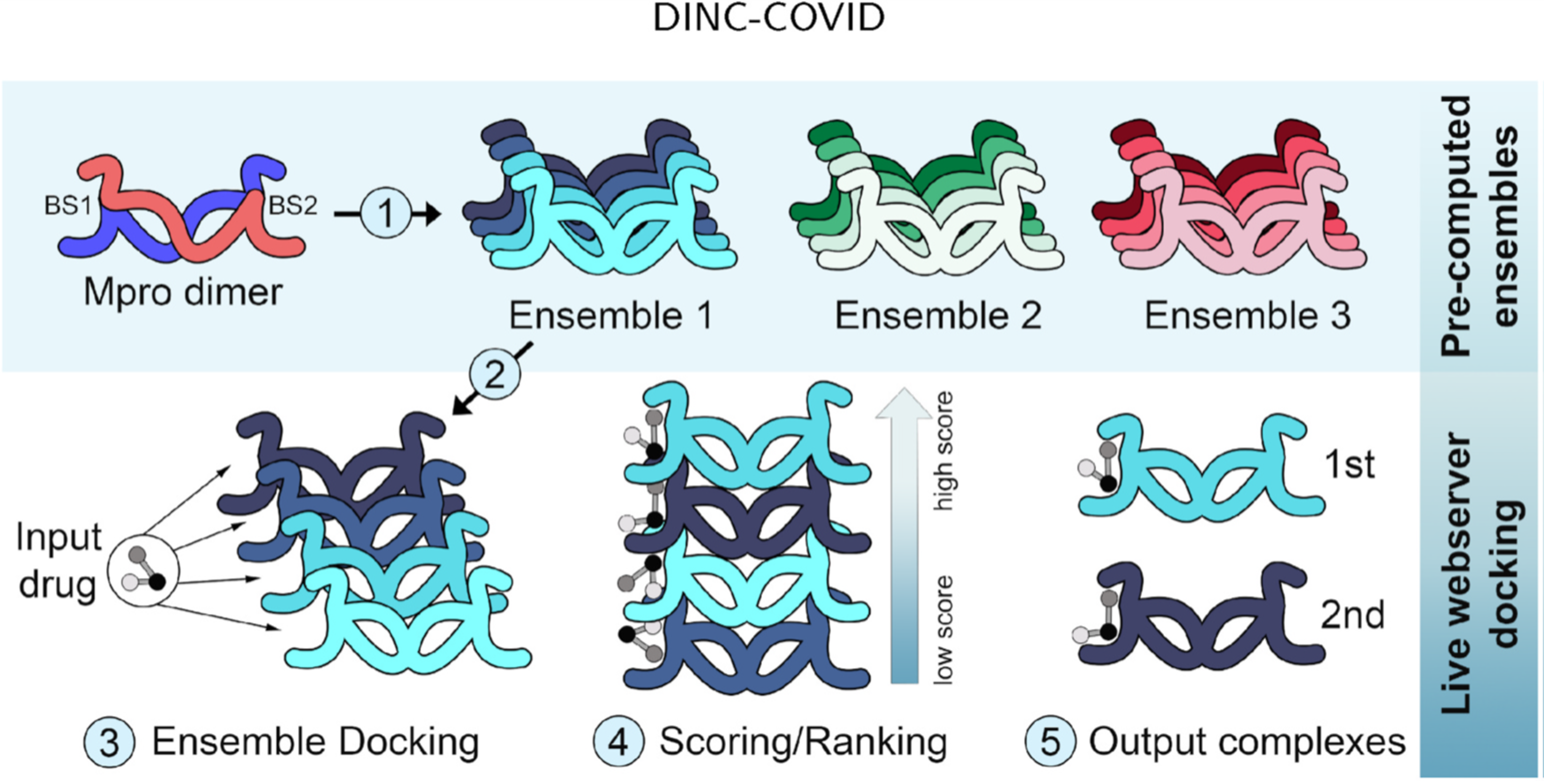 DINC-COVID
BS1
BS2
1
Mpro dimer
Ensemble 1
Ensemble 2
Ensemble 3
Pre-computed
ensembles
2
Input
drug
high score
low score
1st
2nd
Live webserver
docking
3 Ensemble Docking
4 Scoring/Ranking
5 Output complexes